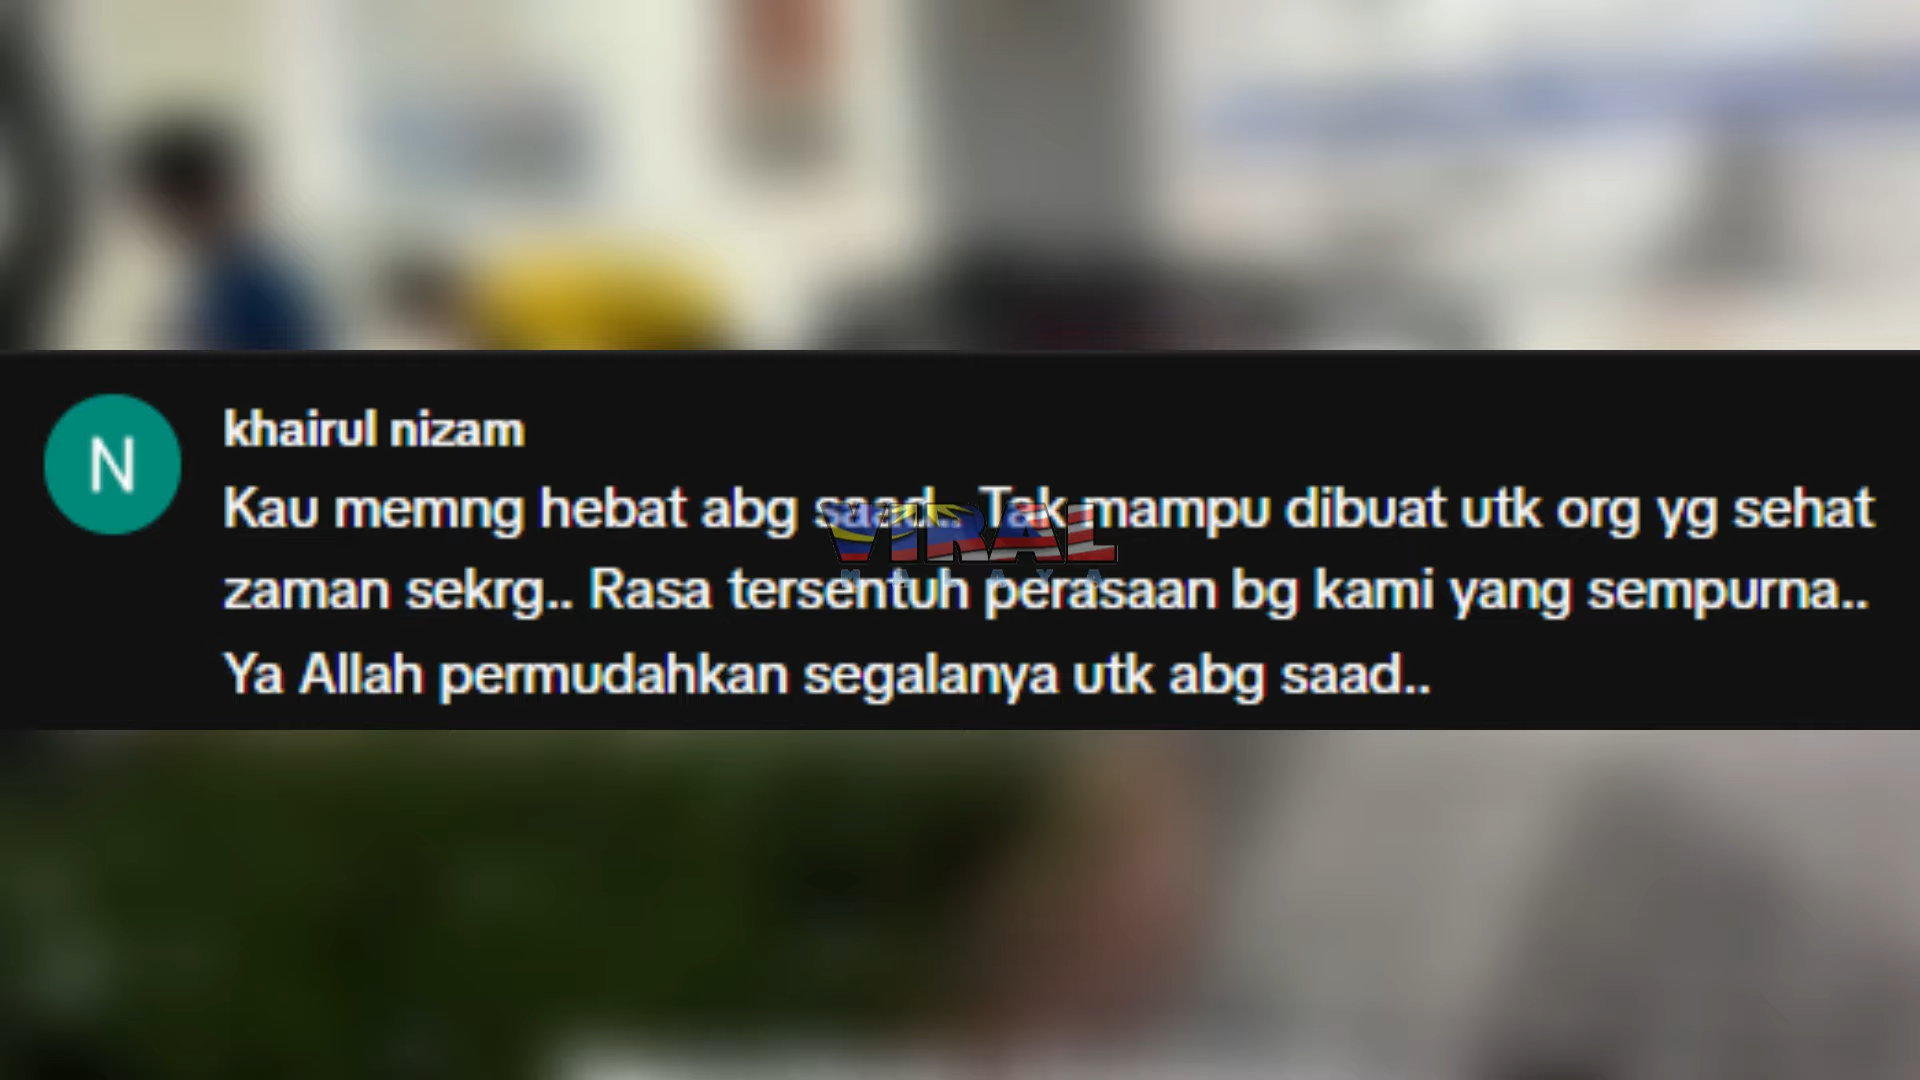 N
khairul nizam
Kau memng hebat abg saad.. Tak mampu dibuat utk org yg sehat
zaman sekrg.. Rasa tersentuh perasaan bg kami yang sempurna..
Ya Allah permudahkan segalanya utk abg saad..
VIRAL
MALAYA